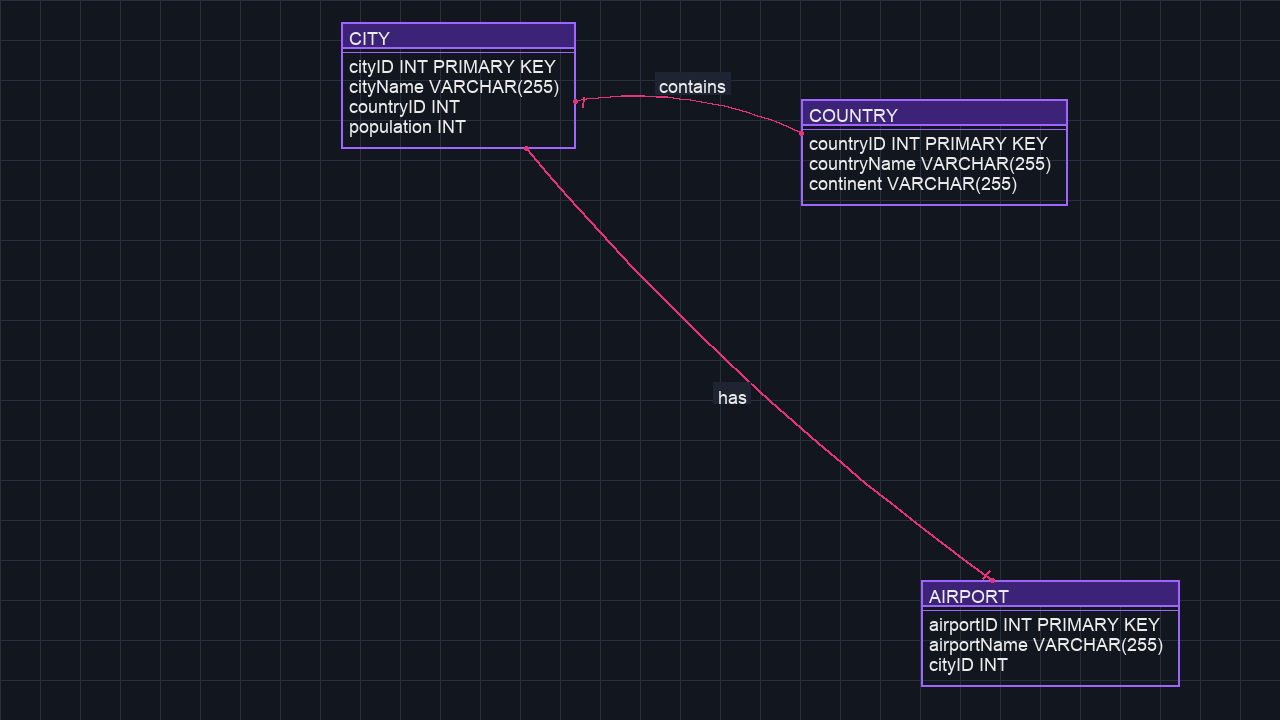 CITY
cityID INT PRIMARY KEY
cityName VARCHAR(255)
countryID INT
population INT
contains
COUNTRY
countryID INT PRIMARY KEY
countryName VARCHAR(255)
continent VARCHAR(255)
has
AIRPORT
airportID INT PRIMARY KEY
airportName VARCHAR(255)
cityID INT